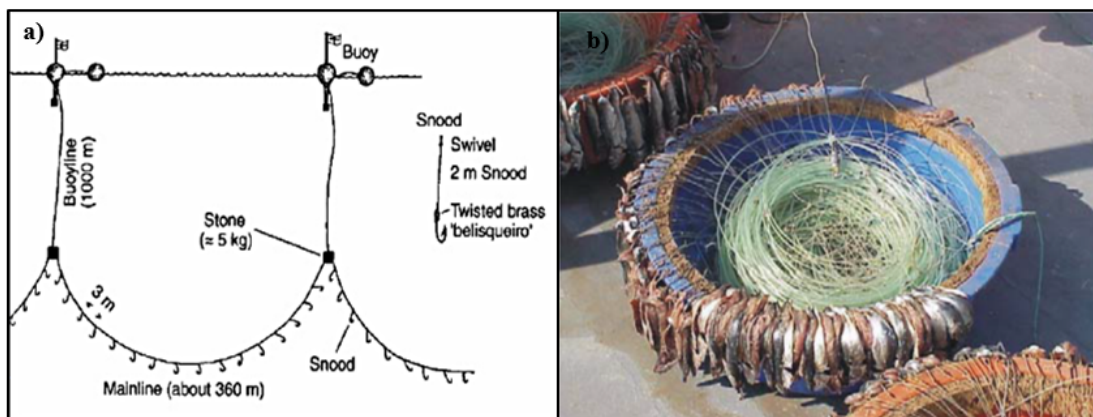 a)
Buoy
Buoyline
(1000 m)
Snood
Swivel
2 m Snood
Twisted brass
'belisqueiro'
Stone
(≈ 5 kg)
3 m
Snood
Mainline (about 360 m)
b)